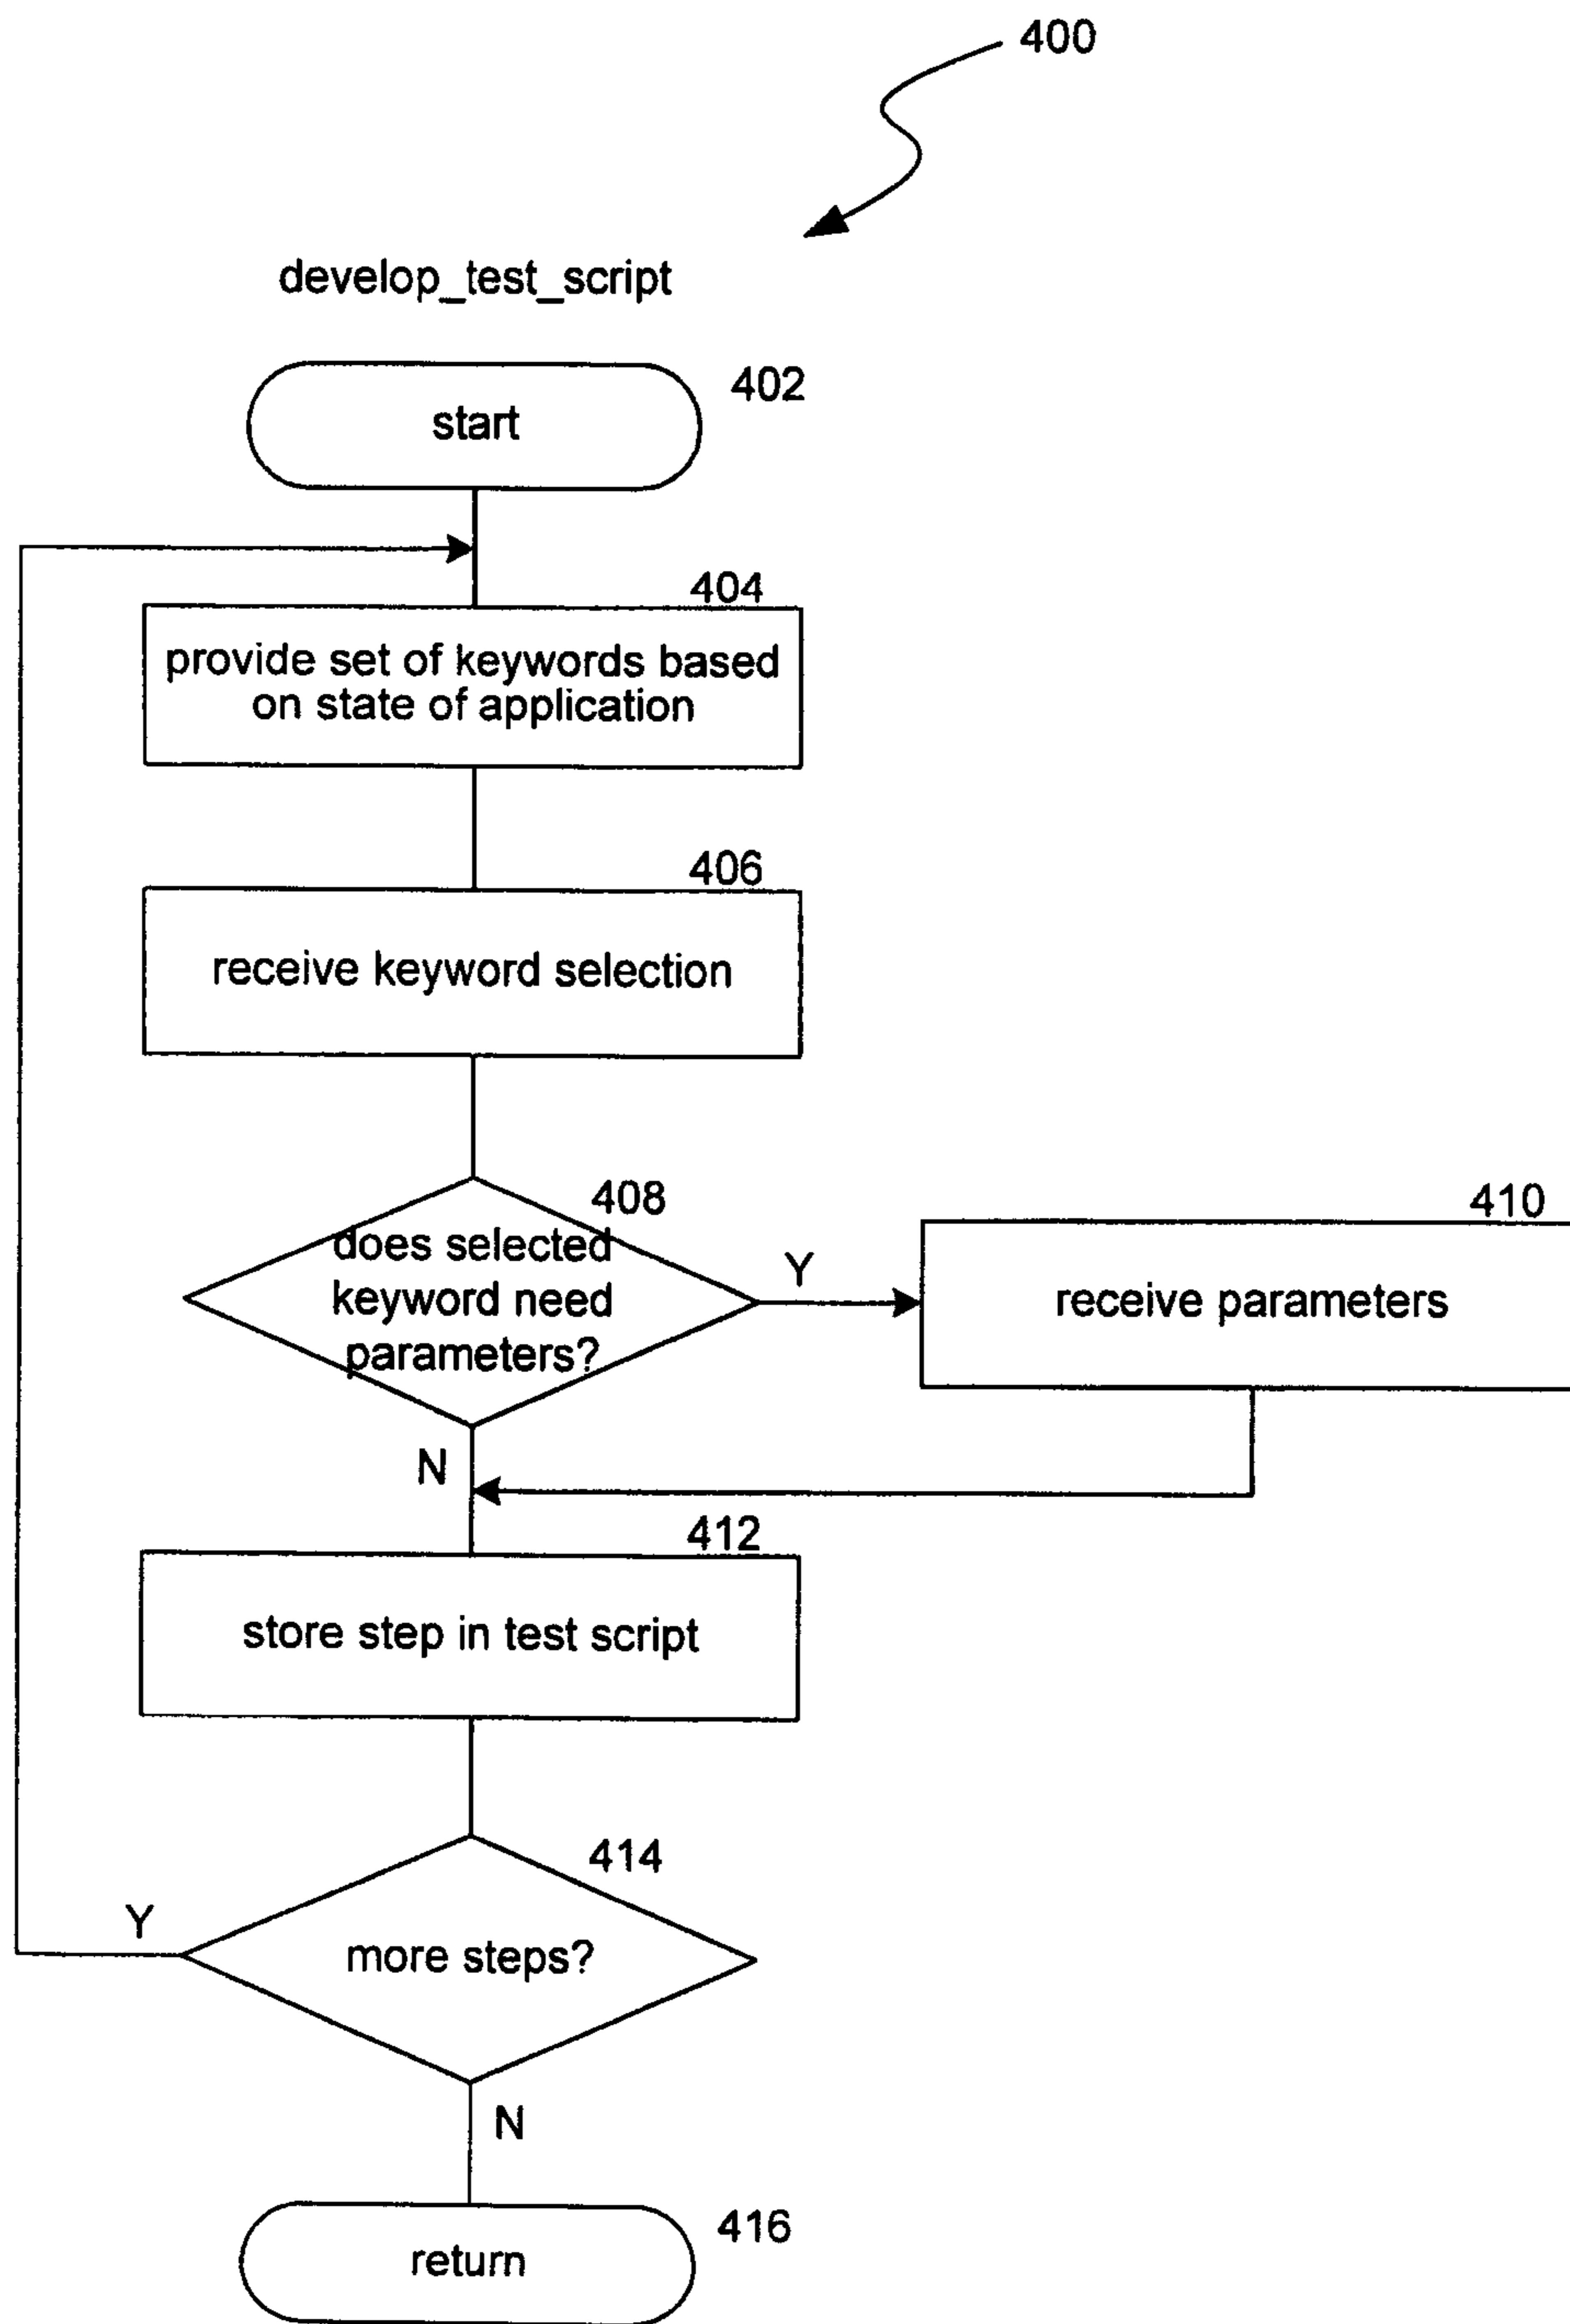 400
develop_test_script
402
start
404
provide set of keywords based
on state of application
406
receive keyword selection
408
does selected
keyword need
parameters?
Y
410
receive parameters
N
412
store step in test script
414
Y
more steps?
N
416
return